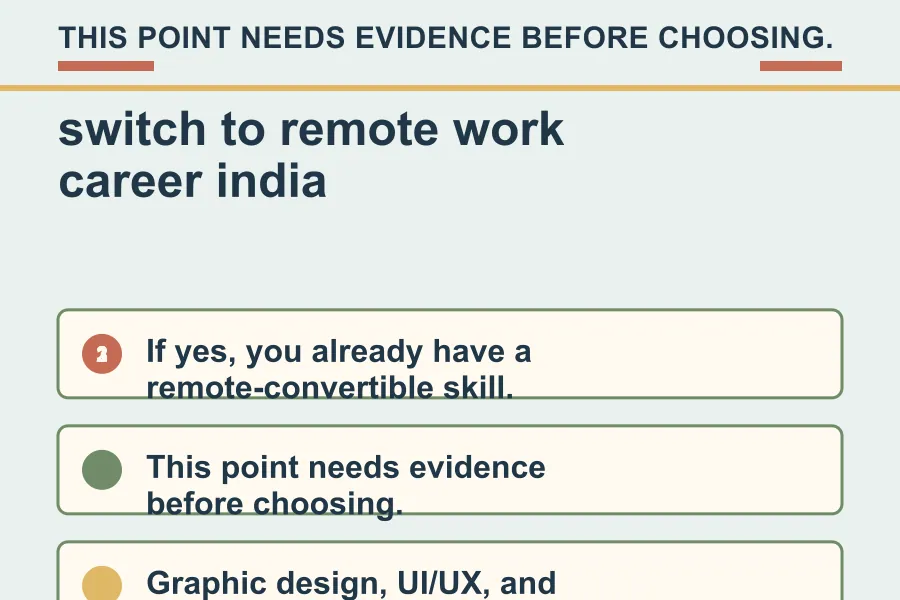 THIS POINT NEEDS EVIDENCE BEFORE CHOOSING.
switch to remote work
career india
If yes, you already have a
remote-convertible skill.
This point needs evidence
before choosing.
Graphic design, UI/UX, and